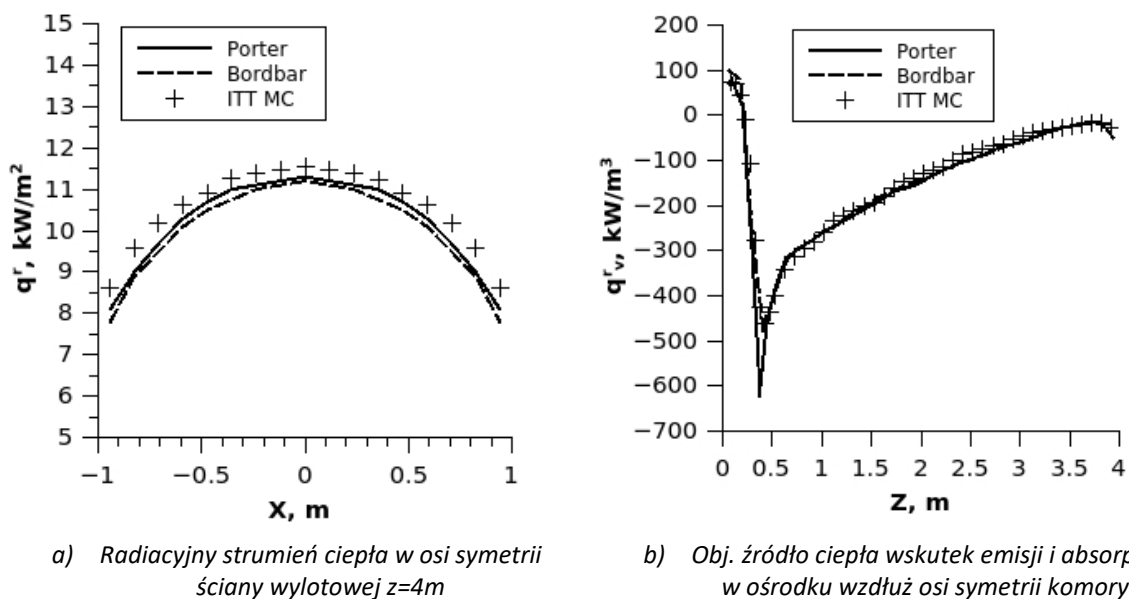 15
14
13
12
11
10
9
8
7
6
5
qʳ, kW/m²
Porter
Bordbar
ITT MC
−1
−0.5
0
0.5
1
X, m
a) Radiacyjny strumień ciepła w osi symetrii
ściany wylotowej z=4m
200
100
0
−100
−200
−300
−400
−500
−600
−700
qʳᵥ, kW/m³
Porter
Bordbar
ITT MC
0
0.5
1
1.5
2
2.5
3
3.5
4
Z, m
b) Obj. źródło ciepła wskutek emisji i absorp
w ośrodku wzdłuż osi symetrii komory